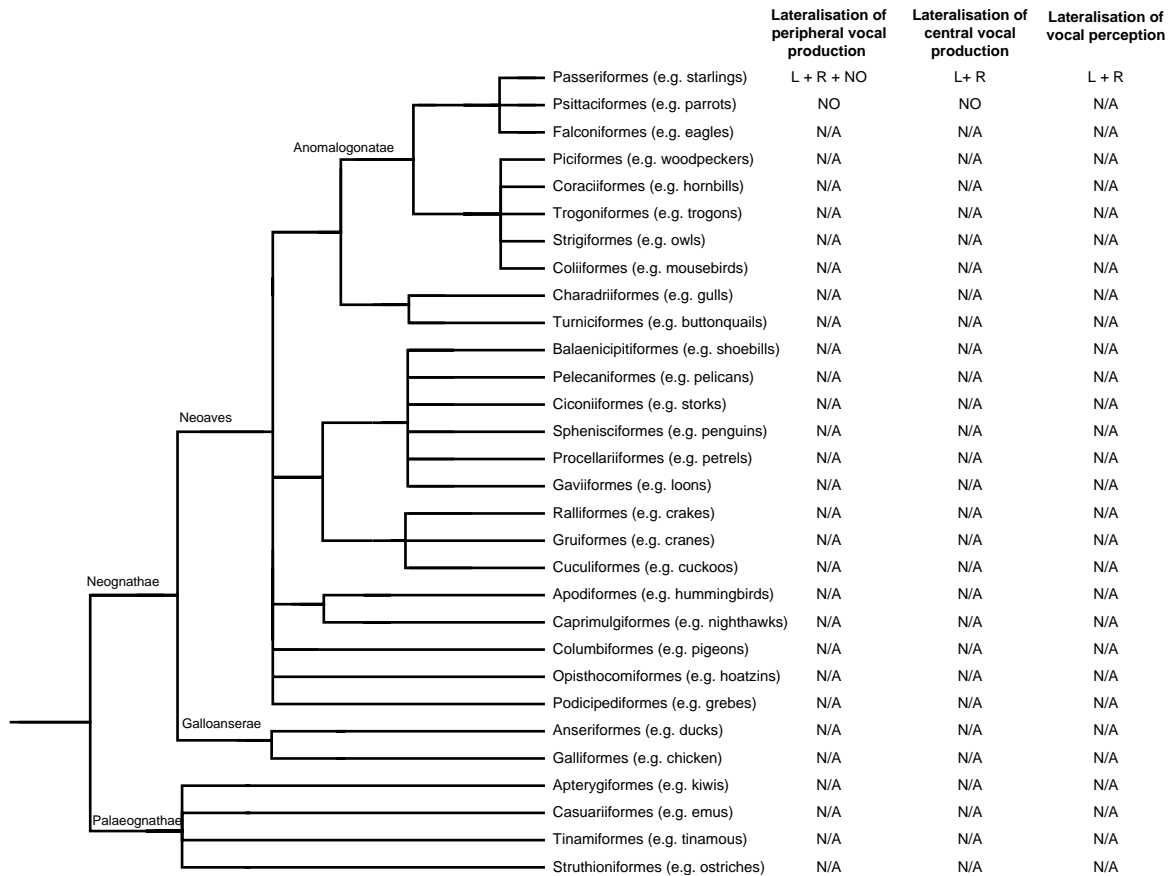 Lateralisation of peripheral vocal production
Lateralisation of central vocal production
Lateralisation of vocal perception
Passeriformes (e.g. starlings) L + R + NO L+ R L + R
Psittaciformes (e.g. parrots) NO NO N/A
Falconiformes (e.g. eagles) N/A N/A N/A
Anomalogonatae
Piciformes (e.g. woodpeckers) N/A N/A N/A
Coraciiformes (e.g. hornbills) N/A N/A N/A
Trogoniformes (e.g. trogons) N/A N/A N/A
Strigiformes (e.g. owls) N/A N/A N/A
Coliiformes (e.g. mousebirds) N/A N/A N/A
Charadriiformes (e.g. gulls) N/A N/A N/A
Turniciformes (e.g. buttonquails) N/A N/A N/A
Balaenicipitiformes (e.g. shoebills) N/A N/A N/A
Pelecaniformes (e.g. pelicans) N/A N/A N/A
Ciconiiformes (e.g. storks) N/A N/A N/A
Neoaves
Sphenisciformes (e.g. penguins) N/A N/A N/A
Procellariiformes (e.g. petrels) N/A N/A N/A
Gaviiformes (e.g. loons) N/A N/A N/A
Ralliformes (e.g. crakes) N/A N/A N/A
Gruiformes (e.g. cranes) N/A N/A N/A
Cuculiformes (e.g. cuckoos) N/A N/A N/A
Neognathae
Apodiformes (e.g. hummingbirds) N/A N/A N/A
Caprimulgiformes (e.g. nighthawks) N/A N/A N/A
Columbiformes (e.g. pigeons) N/A N/A N/A
Opisthocomiformes (e.g. hoatzins) N/A N/A N/A
Podicipediformes (e.g. grebes) N/A N/A N/A
Galloanserae
Anseriformes (e.g. ducks) N/A N/A N/A
Galliformes (e.g. chicken) N/A N/A N/A
Apterygiformes (e.g. kiwis) N/A N/A N/A
Casuariiformes (e.g. emus) N/A N/A N/A
Palaeognathae
Tinamiformes (e.g. tinamous) N/A N/A N/A
Struthioniformes (e.g. ostriches) N/A N/A N/A